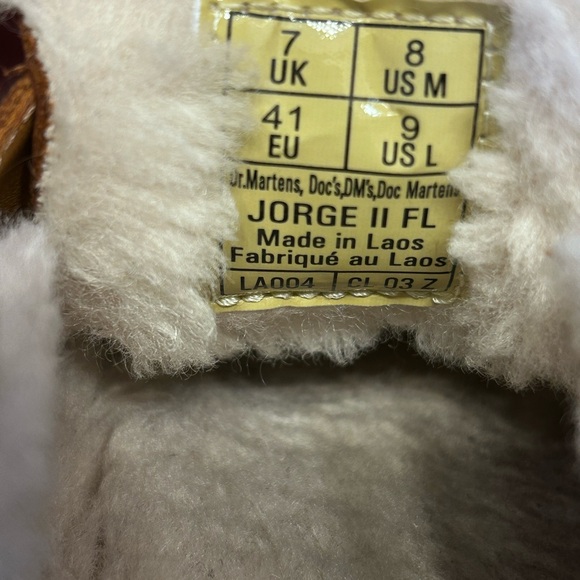 7 UK 8 US M
41 EU 9 US L
Dr.Martens, Doc's,DM's,Doc Martens
JORGE II FL
Made in Laos
Fabriqué au Laos
LA004 CL 03 Z